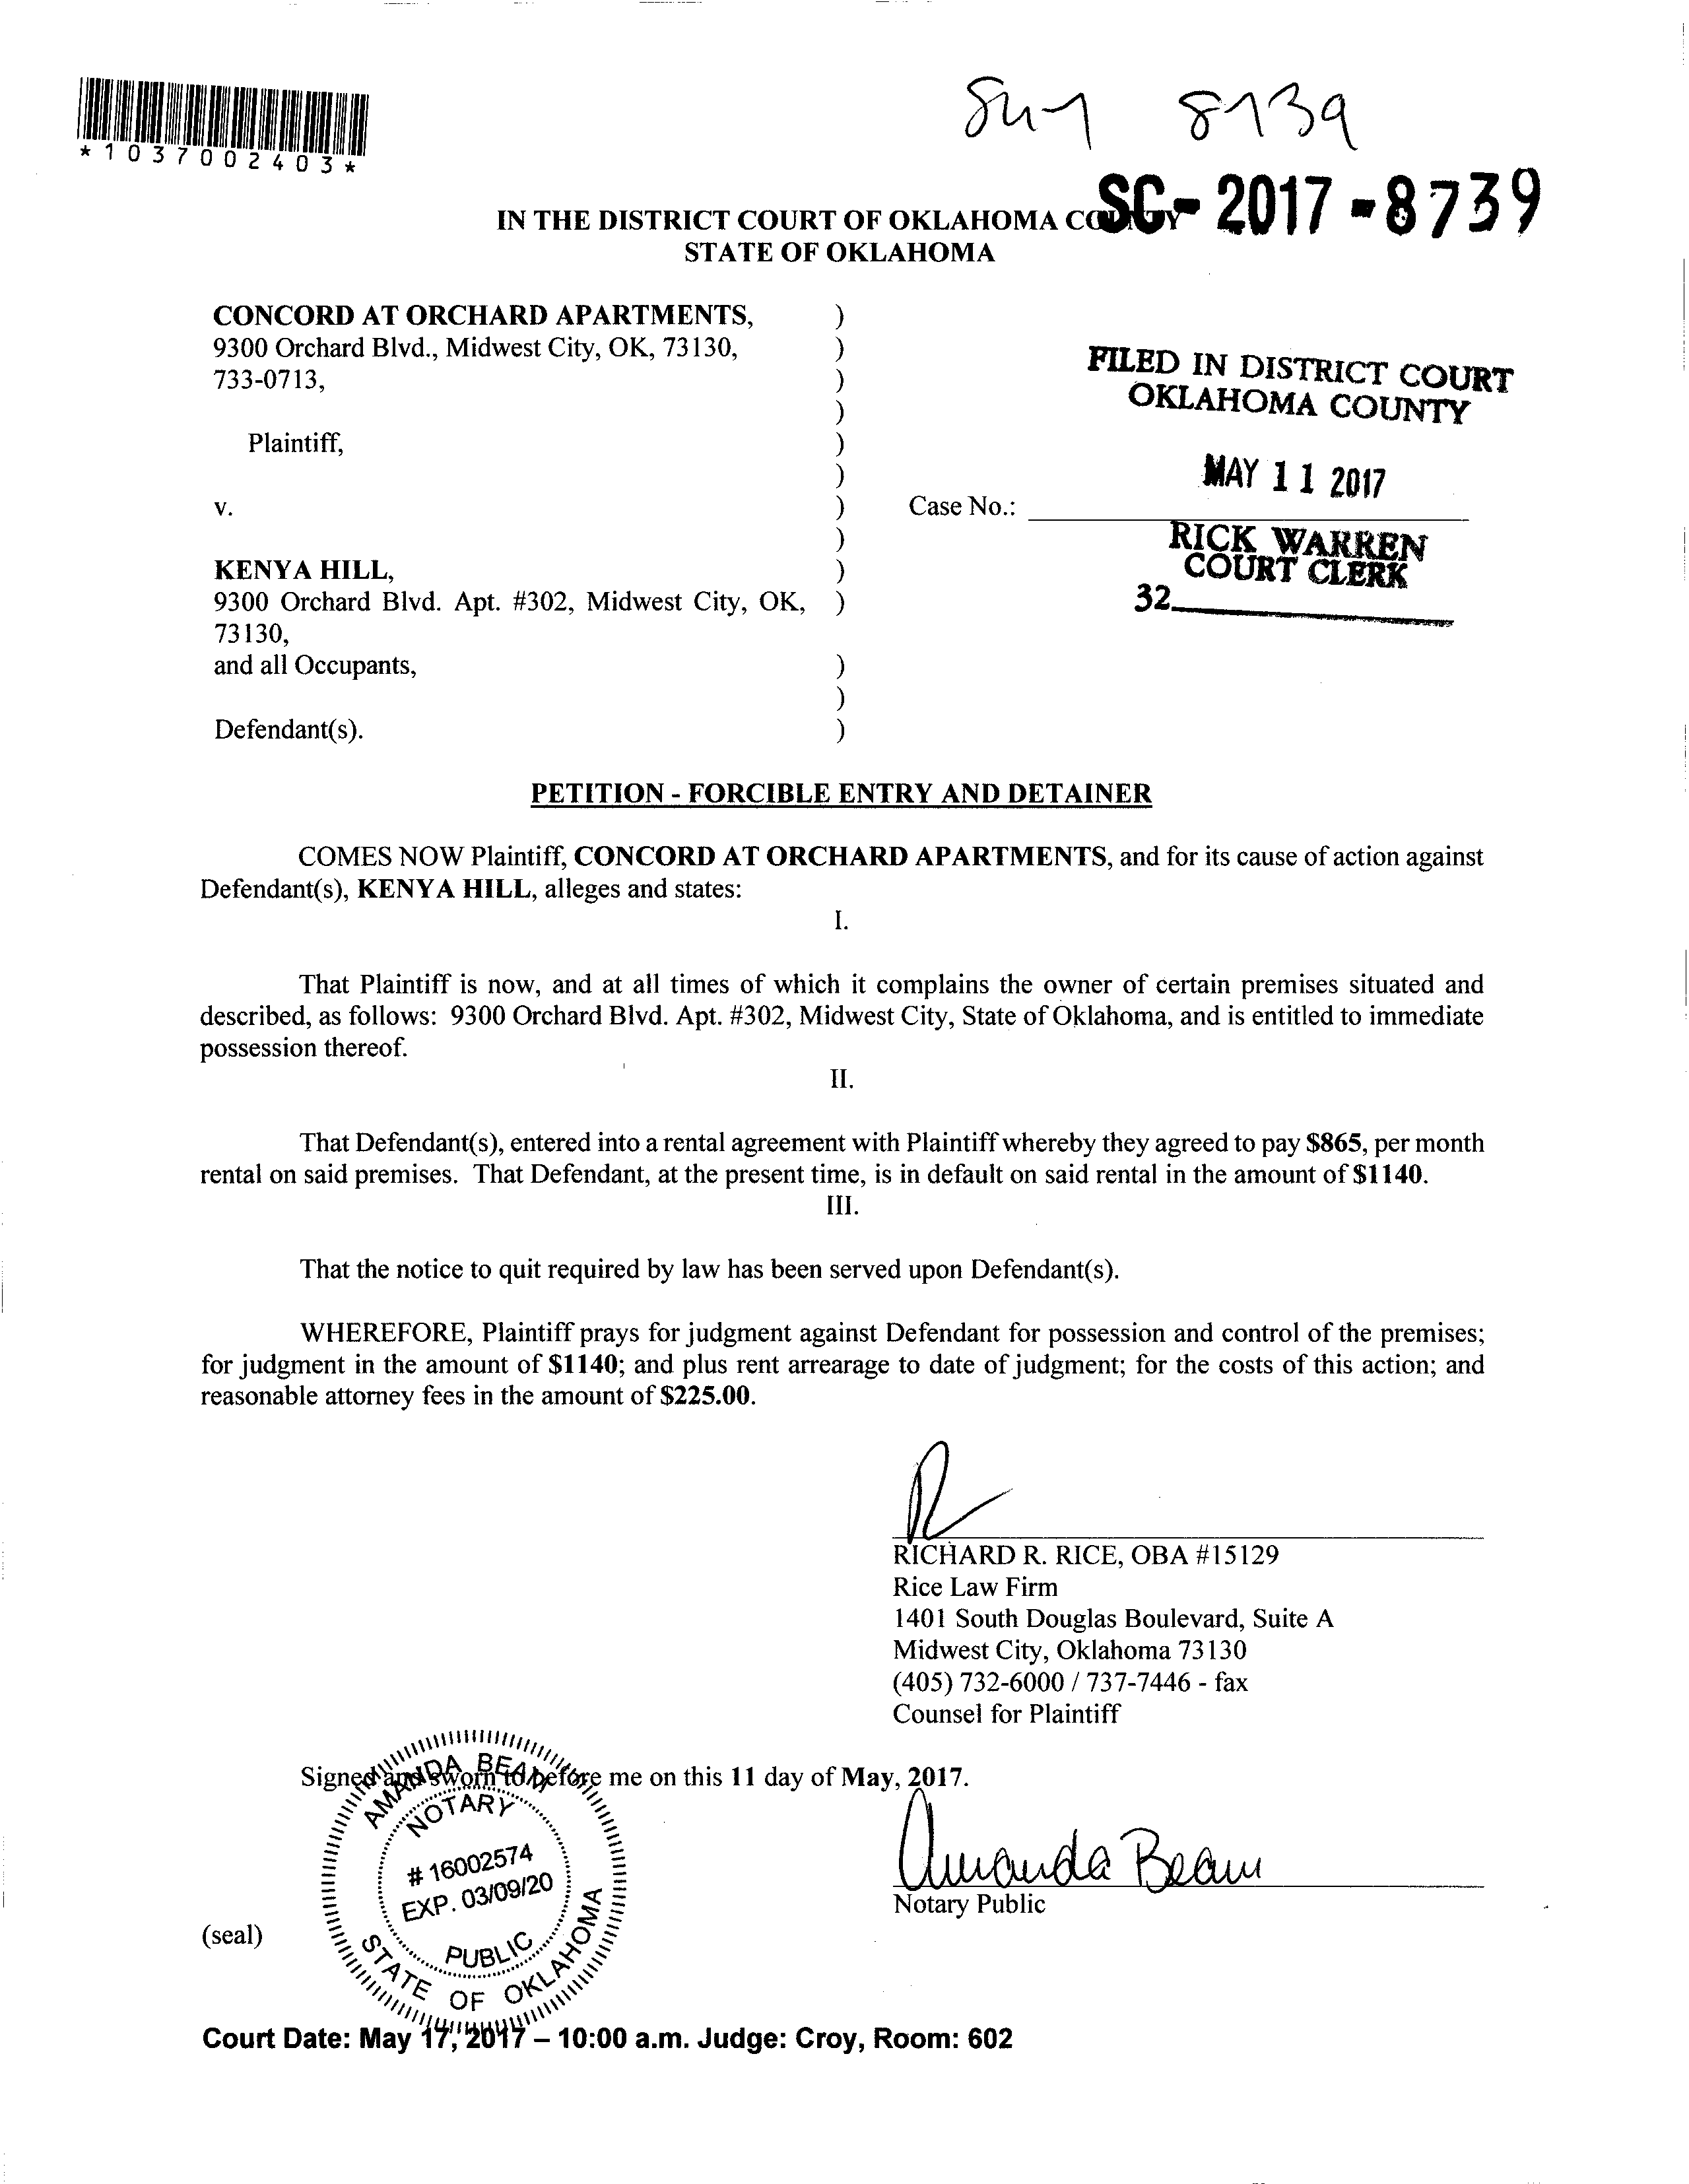 *1037002403*
8739
SC-2017-8739
IN THE DISTRICT COURT OF OKLAHOMA COUNTY
STATE OF OKLAHOMA
CONCORD AT ORCHARD APARTMENTS, )
9300 Orchard Blvd., Midwest City, OK, 73130, )
733-0713, )
)
Plaintiff, )
)
v. )
)
KENYA HILL, )
9300 Orchard Blvd. Apt. #302, Midwest City, OK, )
73130,
and all Occupants, )
)
Defendant(s). )
FILED IN DISTRICT COURT
OKLAHOMA COUNTY
MAY 11 2017
Case No.:
RICK WARREN
COURT CLERK
32
PETITION - FORCIBLE ENTRY AND DETAINER
COMES NOW Plaintiff, CONCORD AT ORCHARD APARTMENTS, and for its cause of action against
Defendant(s), KENYA HILL, alleges and states:
I.
That Plaintiff is now, and at all times of which it complains the owner of certain premises situated and
described, as follows: 9300 Orchard Blvd. Apt. #302, Midwest City, State of Oklahoma, and is entitled to immediate
possession thereof.
II.
That Defendant(s), entered into a rental agreement with Plaintiff whereby they agreed to pay $865, per month
rental on said premises. That Defendant, at the present time, is in default on said rental in the amount of $1140.
III.
That the notice to quit required by law has been served upon Defendant(s).
WHEREFORE, Plaintiff prays for judgment against Defendant for possession and control of the premises;
for judgment in the amount of $1140; and plus rent arrearage to date of judgment; for the costs of this action; and
reasonable attorney fees in the amount of $225.00.
RICHARD R. RICE, OBA #15129
Rice Law Firm
1401 South Douglas Boulevard, Suite A
Midwest City, Oklahoma 73130
(405) 732-6000 / 737-7446 - fax
Counsel for Plaintiff
Signed and sworn to before me on this 11 day of May, 2017.
Amanda Beam
Notary Public
AMANDA BEAM
NOTARY
# 16002574
EXP. 03/09/20
PUBLIC
STATE OF OKLAHOMA
(seal)
Court Date: May 17, 2017 – 10:00 a.m. Judge: Croy, Room: 602